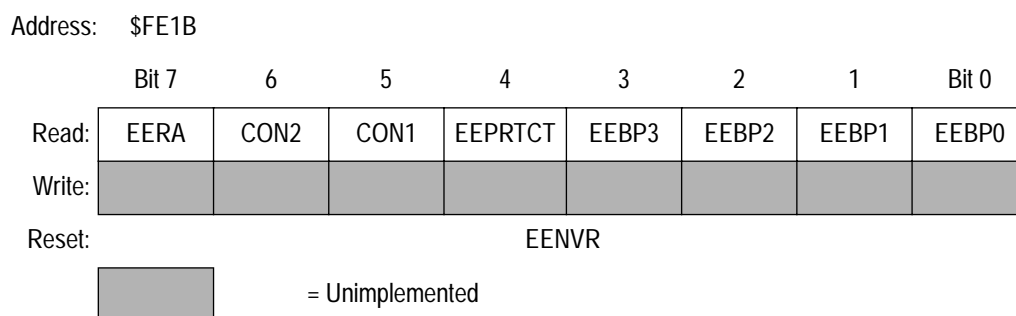 Address: $FE1B
Bit 7 6 5 4 3 2 1 Bit 0
Read: EERA CON2 CON1 EEPRTCT EEBP3 EEBP2 EEBP1 EEBP0
Write:
Reset: EENVR
= Unimplemented